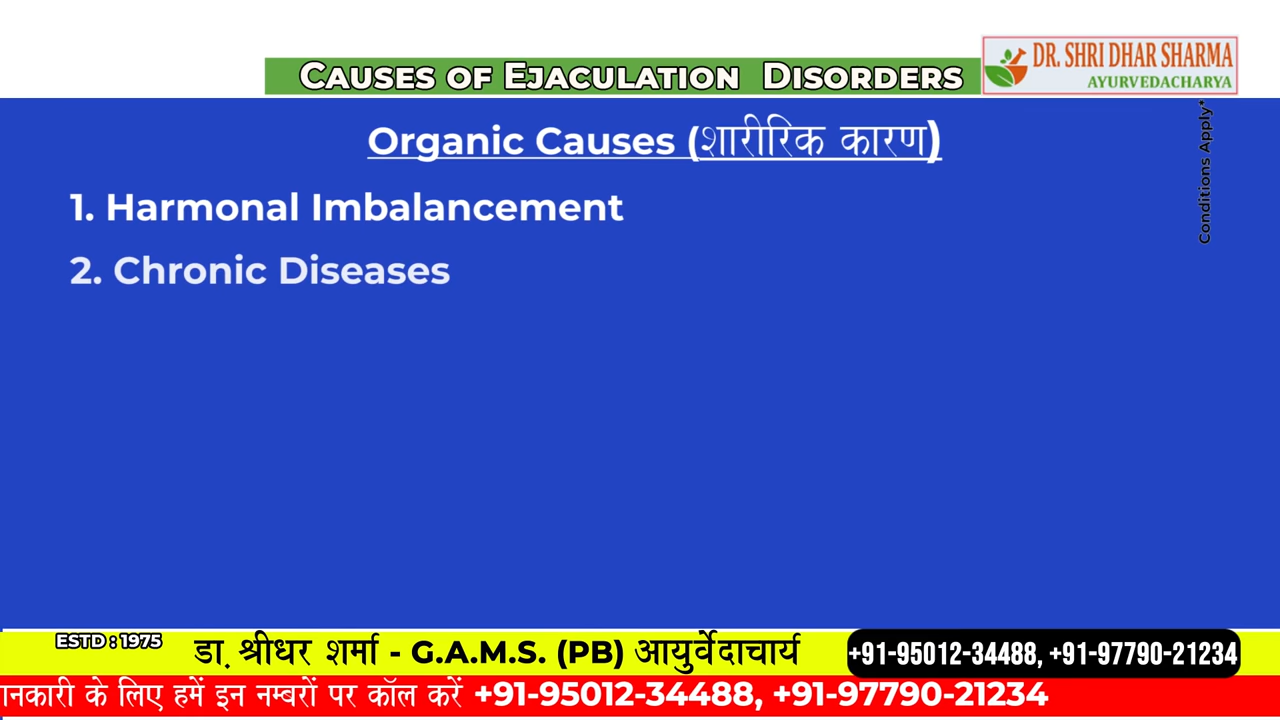 CAUSES OF EJACULATION DISORDERS
DR. SHRI DHAR SHARMA
AYURVEDACHARYA
Conditions Apply*
Organic Causes (शारीरिक कारण)
1. Harmonal Imbalancement
2. Chronic Diseases
ESTD : 1975
डा. श्रीधर शर्मा - G.A.M.S. (PB) आयुर्वेदाचार्य
+91-95012-34488, +91-97790-21234
ानकारी के लिए हमें इन नम्बरों पर कॉल करें +91-95012-34488, +91-97790-21234